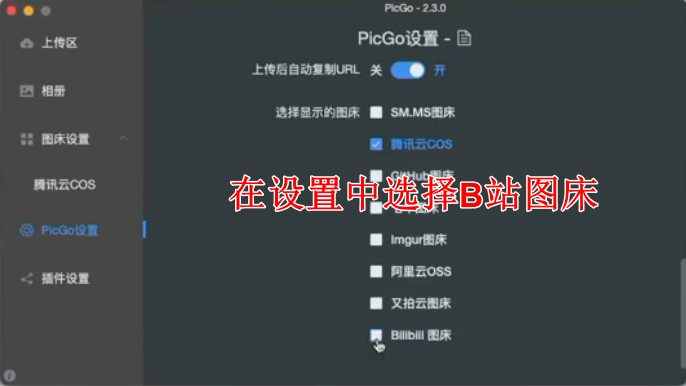 PicGo - 2.3.0
上传区
相册
图床设置
腾讯云COS
PicGo设置
插件设置
PicGo设置 -
上传后自动复制URL 关 开
选择显示的图床 SM.MS图床
腾讯云COS
GitHub图床
在设置中选择B站图床
Imgur图床
阿里云OSS
又拍云图床
Bilibili 图床